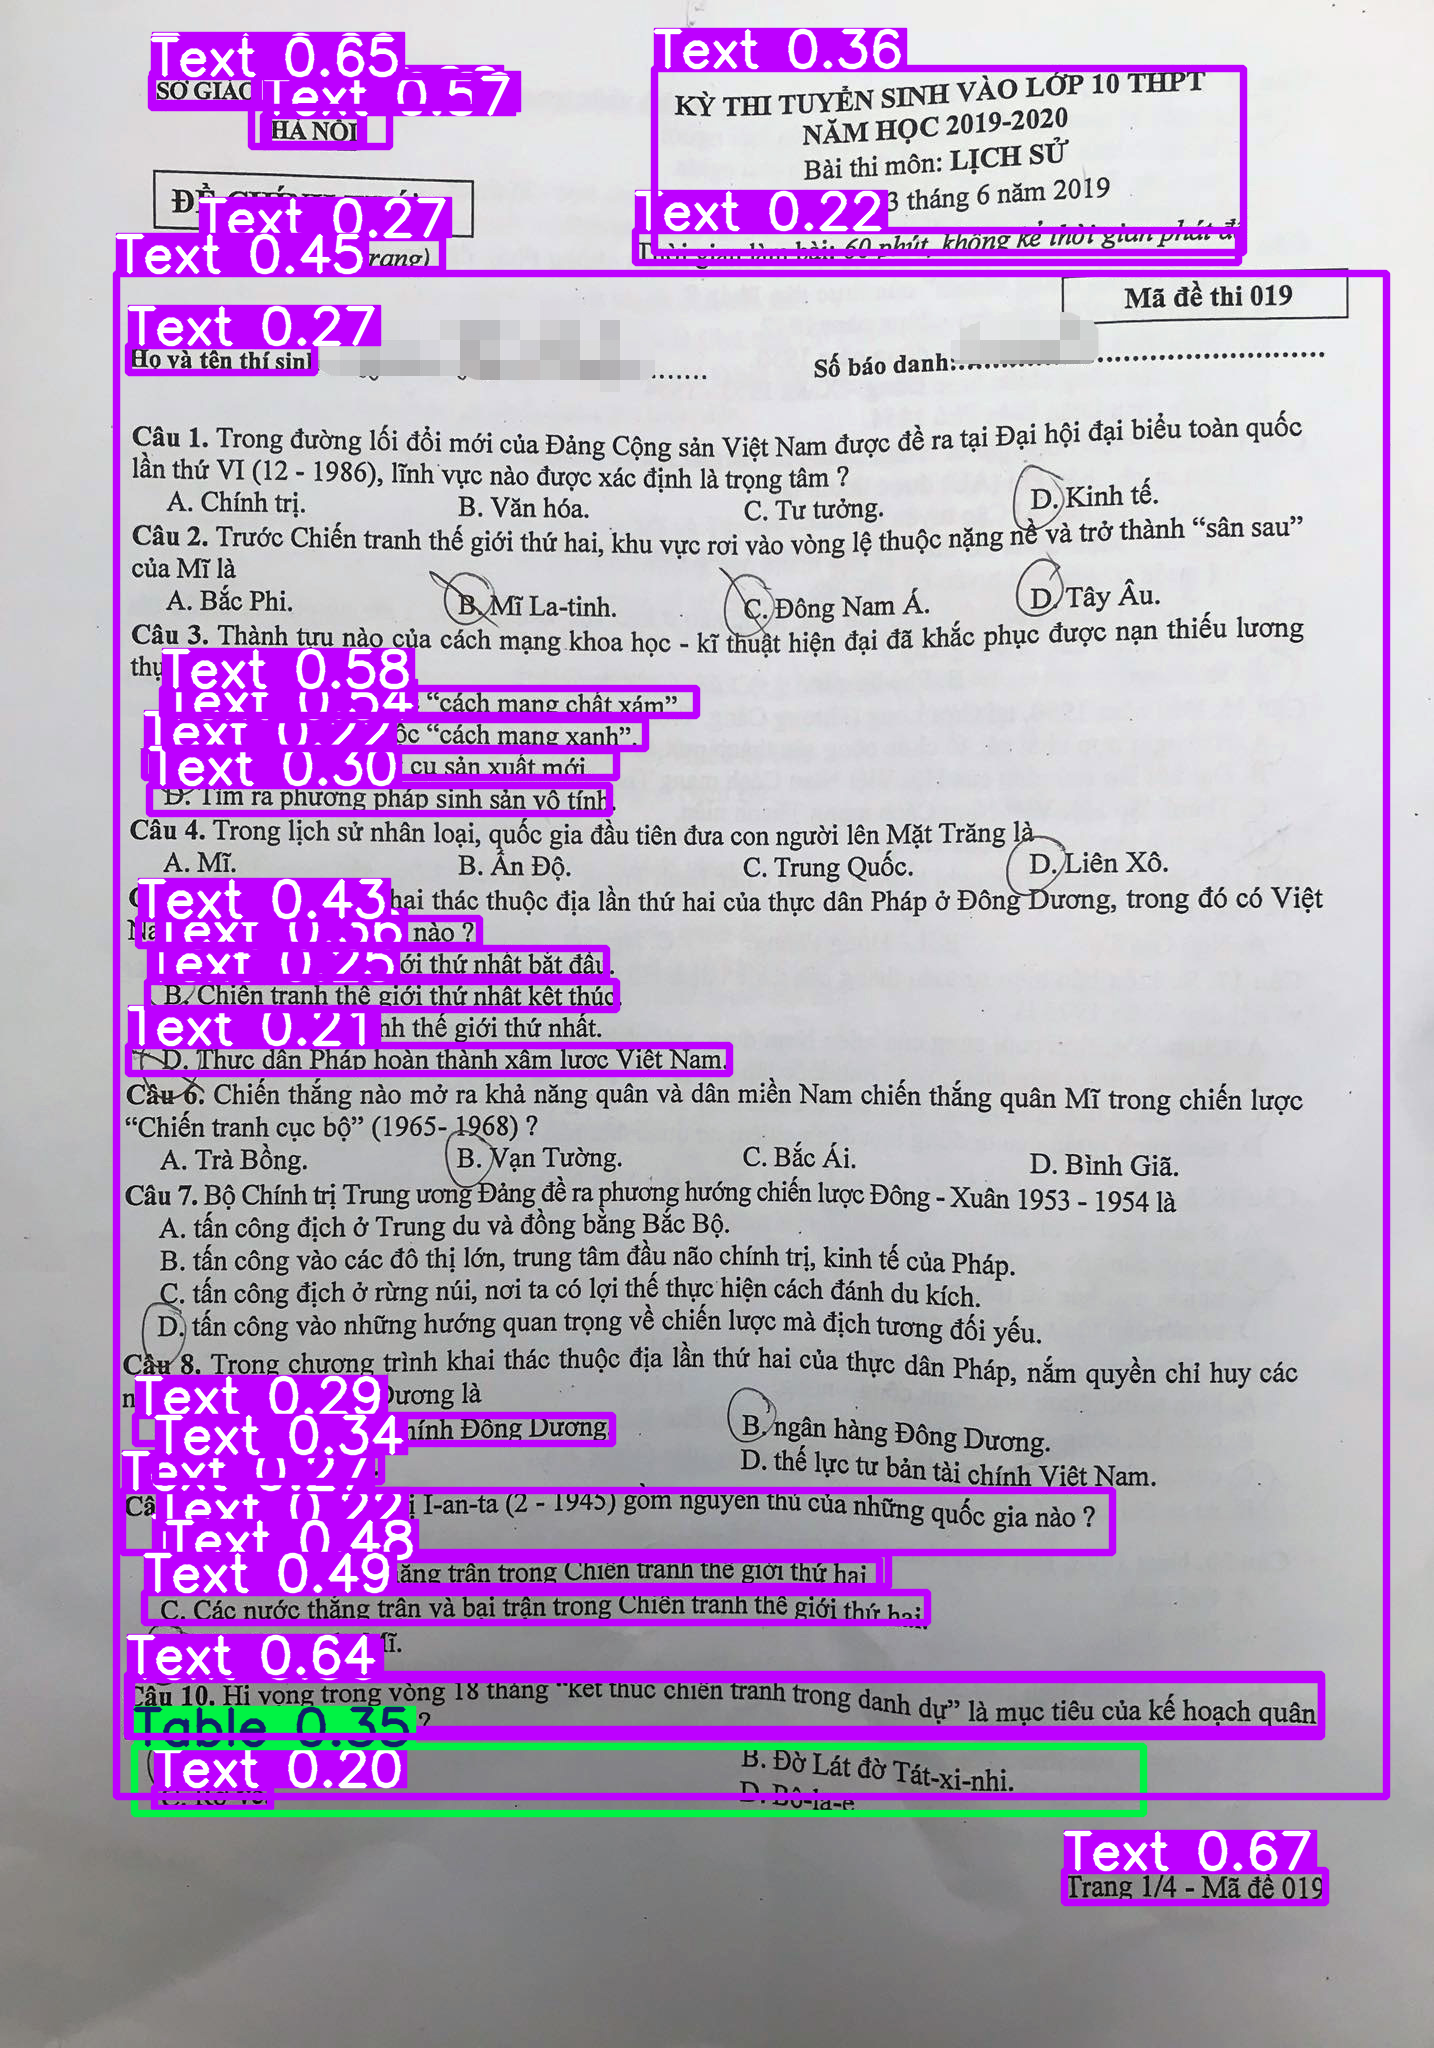 Text 0.65
Text 0.36
SỞ GIÁO
Text 0.57
HÀ NỘI
KỲ THI TUYỂN SINH VÀO LỚP 10 THPT
NĂM HỌC 2019-2020
Bài thi môn: LỊCH SỬ
3 tháng 6 năm 2019
Text 0.27
Text 0.22
60 phút, không kể thời gian phát đề
Text 0.45
trang)
Mã đề thi 019
Text 0.27
Họ và tên thí sinh
Số báo danh:
Câu 1. Trong đường lối đổi mới của Đảng Cộng sản Việt Nam được đề ra tại Đại hội đại biểu toàn quốc
lần thứ VI (12 - 1986), lĩnh vực nào được xác định là trọng tâm ?
A. Chính trị. B. Văn hóa. C. Tư tưởng. D. Kinh tế.
Câu 2. Trước Chiến tranh thế giới thứ hai, khu vực rơi vào vòng lệ thuộc nặng nề và trở thành “sân sau”
của Mĩ là
A. Bắc Phi. B. Mĩ La-tinh. C. Đông Nam Á. D. Tây Âu.
Câu 3. Thành tựu nào của cách mạng khoa học - kĩ thuật hiện đại đã khắc phục được nạn thiếu lương
Text 0.58
Text 0.54 “cách mạng chất xám”
Text 0.22 “cách mạng xanh”.
Text 0.30 cụ sản xuất mới
D. Tìm ra phương pháp sinh sản vô tính.
Câu 4. Trong lịch sử nhân loại, quốc gia đầu tiên đưa con người lên Mặt Trăng là
A. Mĩ. B. Ấn Độ. C. Trung Quốc. D. Liên Xô.
Text 0.43 thác thuộc địa lần thứ hai của thực dân Pháp ở Đông Dương, trong đó có Việt
Text 0.36 nào ?
Text 0.25 thứ nhất bắt đầu.
B. Chiến tranh thế giới thứ nhất kết thúc.
Text 0.21 thế giới thứ nhất.
D. Thực dân Pháp hoàn thành xâm lược Việt Nam.
Câu 6. Chiến thắng nào mở ra khả năng quân và dân miền Nam chiến thắng quân Mĩ trong chiến lược
“Chiến tranh cục bộ” (1965- 1968) ?
A. Trà Bồng. B. Vạn Tường. C. Bắc Ái. D. Bình Giã.
Câu 7. Bộ Chính trị Trung ương Đảng đề ra phương hướng chiến lược Đông - Xuân 1953 - 1954 là
A. tấn công địch ở Trung du và đồng bằng Bắc Bộ.
B. tấn công vào các đô thị lớn, trung tâm đầu não chính trị, kinh tế của Pháp.
C. tấn công địch ở rừng núi, nơi ta có lợi thế thực hiện cách đánh du kích.
D. tấn công vào những hướng quan trọng về chiến lược mà địch tương đối yếu.
Câu 8. Trong chương trình khai thác thuộc địa lần thứ hai của thực dân Pháp, nắm quyền chỉ huy các
Text 0.29 Dương là
Text 0.34 Đông Dương. B. ngân hàng Đông Dương.
Text 0.27 D. thế lực tư bản tài chính Việt Nam.
Text 0.22 I-an-ta (2 - 1945) gồm nguyên thủ của những quốc gia nào ?
Text 0.48
Text 0.49 trận trong Chiến tranh thế giới thứ hai
C. Các nước thắng trận và bại trận trong Chiến tranh thế giới thứ hai.
Mĩ.
Text 0.64
Câu 10. Hi vọng trong vòng 18 tháng “kết thúc chiến tranh trong danh dự” là mục tiêu của kế hoạch quân
Table 0.35 ?
Text 0.20 B. Đờ Lát đờ Tát-xi-nhi.
Text 0.67
Trang 1/4 - Mã đề 019